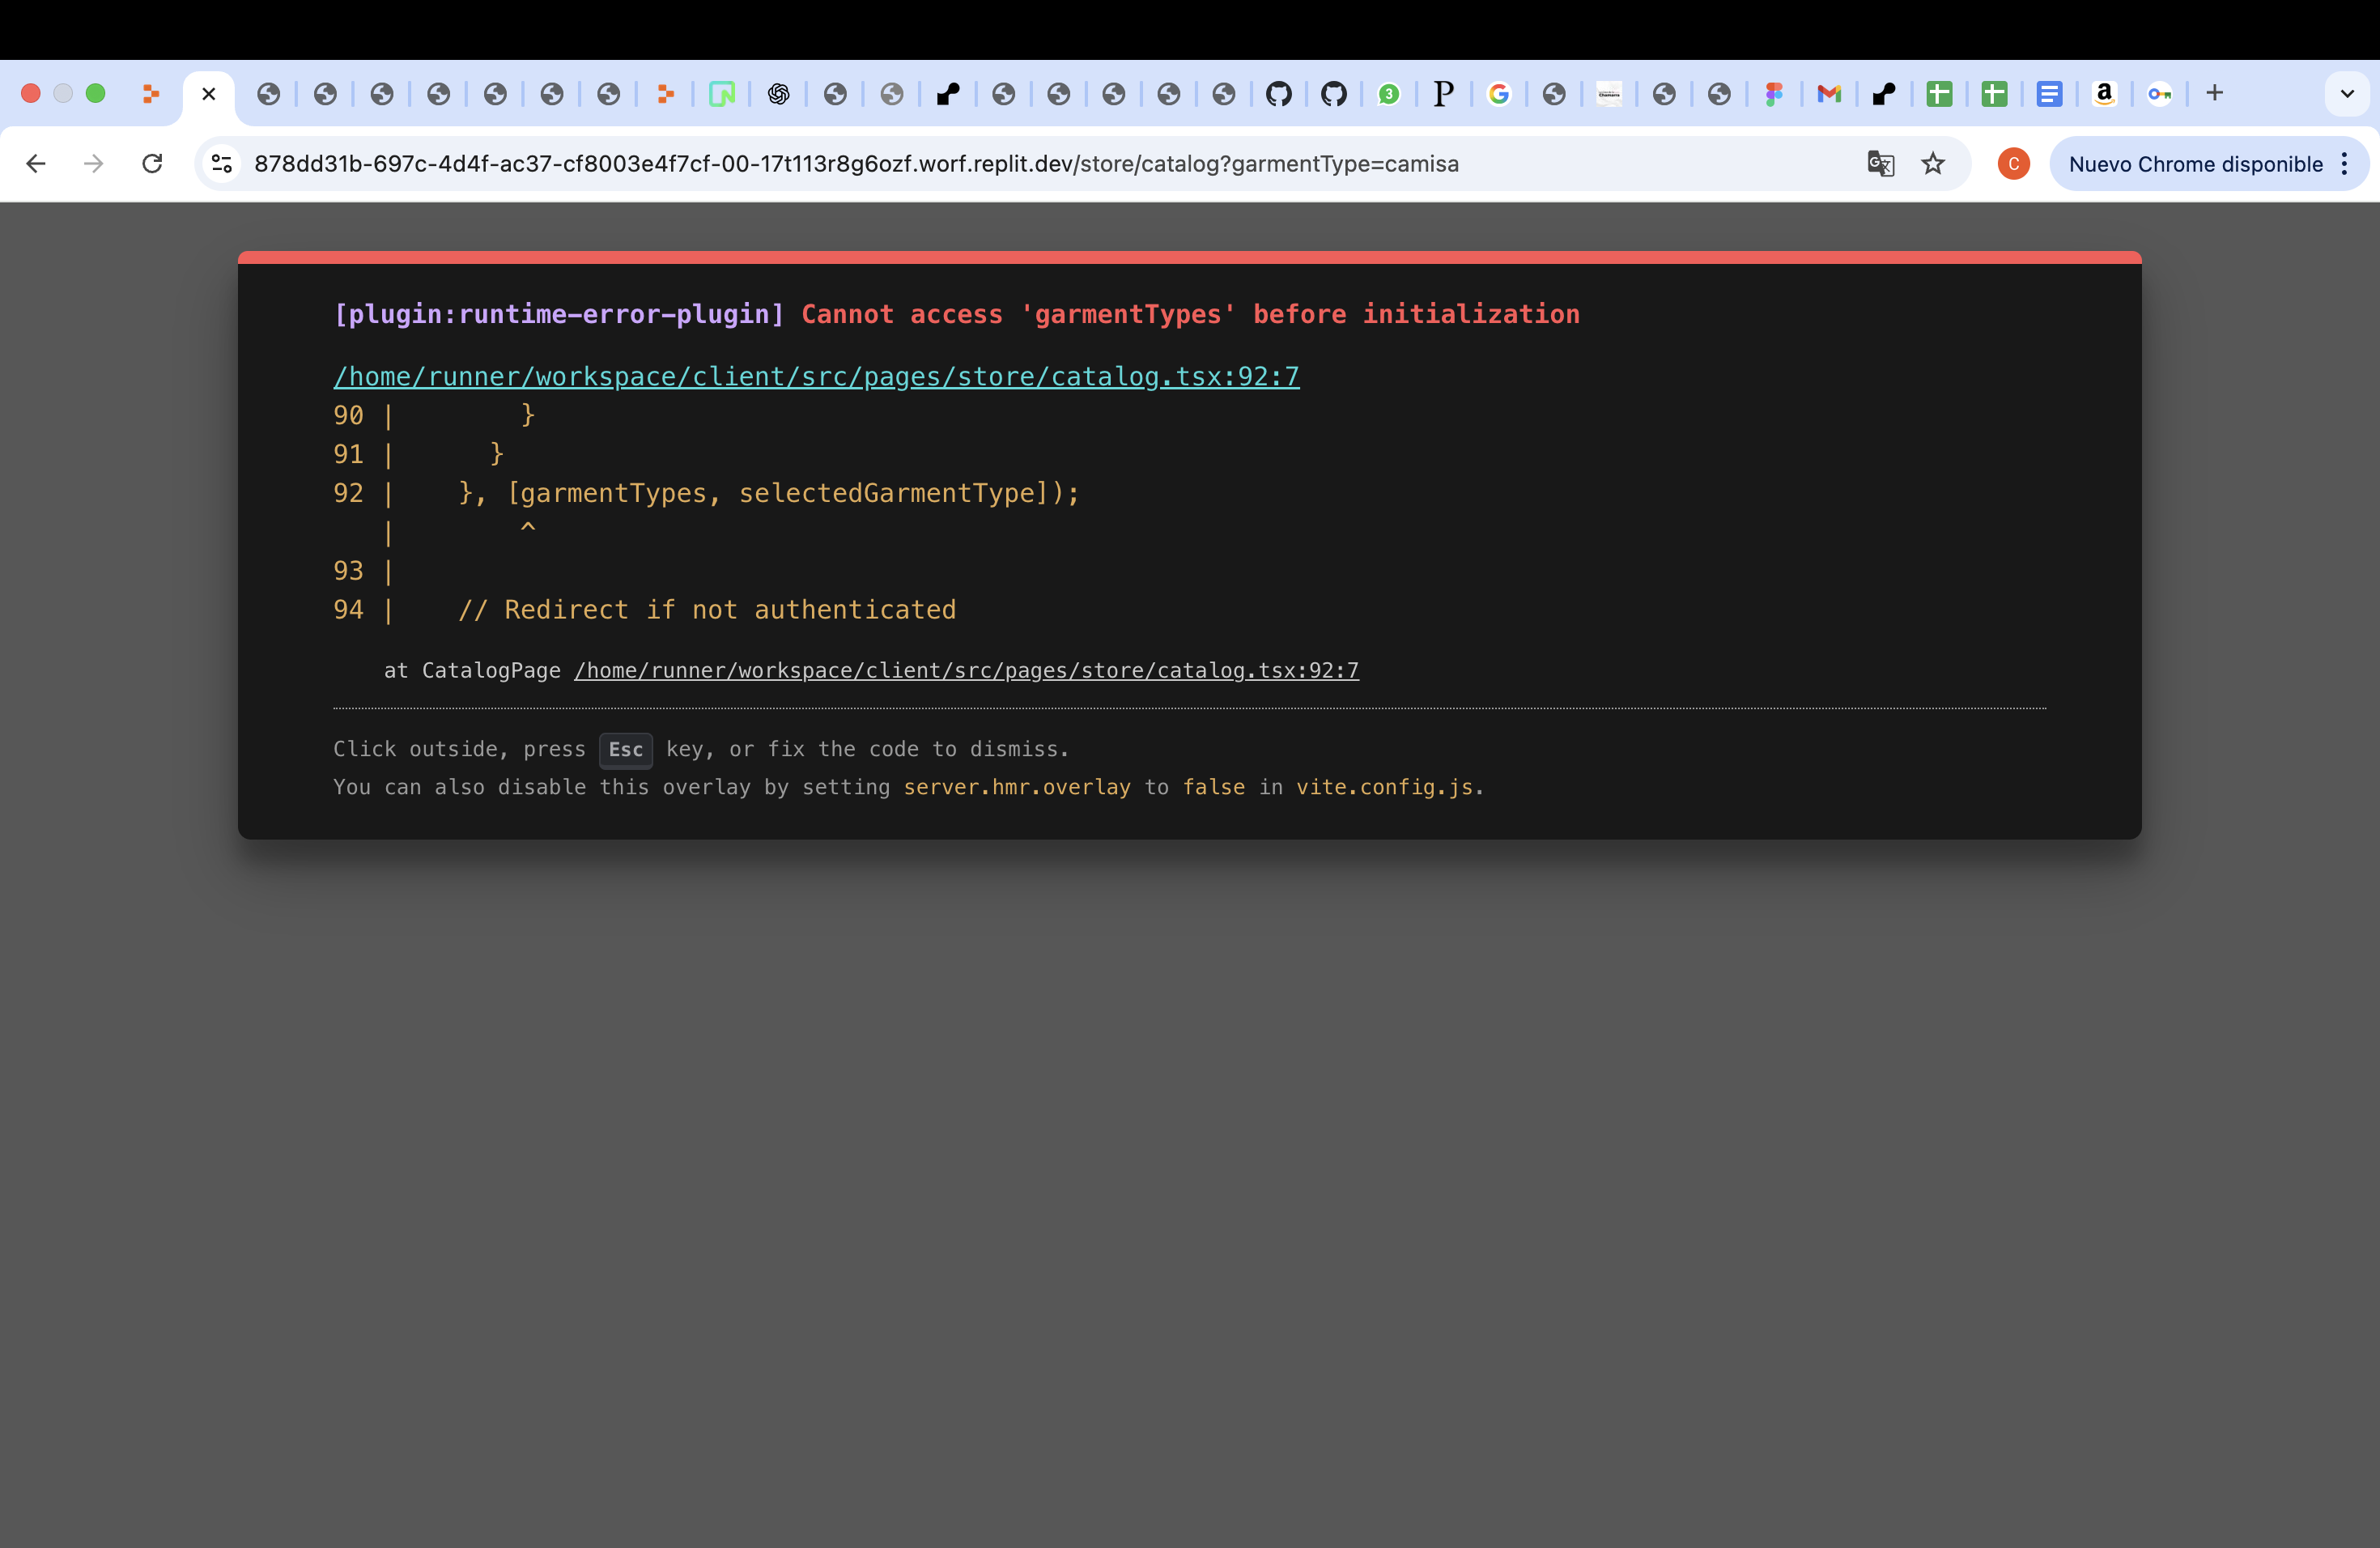 3
P
G
a
878dd31b-697c-4d4f-ac37-cf8003e4f7cf-00-17t113r8g6ozf.worf.replit.dev/store/catalog?garmentType=camisa
C
Nuevo Chrome disponible
[plugin:runtime-error-plugin] Cannot access 'garmentTypes' before initialization
/home/runner/workspace/client/src/pages/store/catalog.tsx:92:7
90 |        }
91 |      }
92 |    }, [garmentTypes, selectedGarmentType]);
   |        ^
93 |
94 |    // Redirect if not authenticated
at CatalogPage /home/runner/workspace/client/src/pages/store/catalog.tsx:92:7
Click outside, press Esc key, or fix the code to dismiss.
You can also disable this overlay by setting server.hmr.overlay to false in vite.config.js.